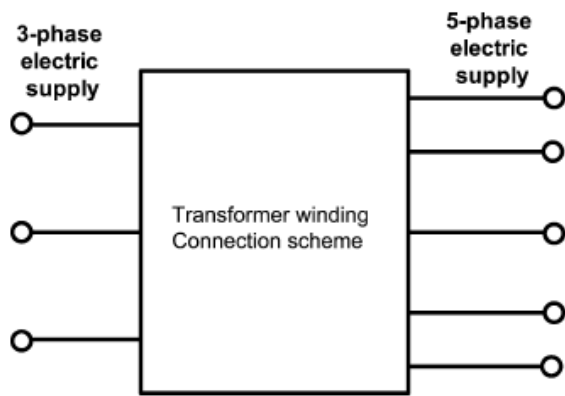 3-phase
electric
supply
5-phase
electric
supply
Transformer winding
Connection scheme